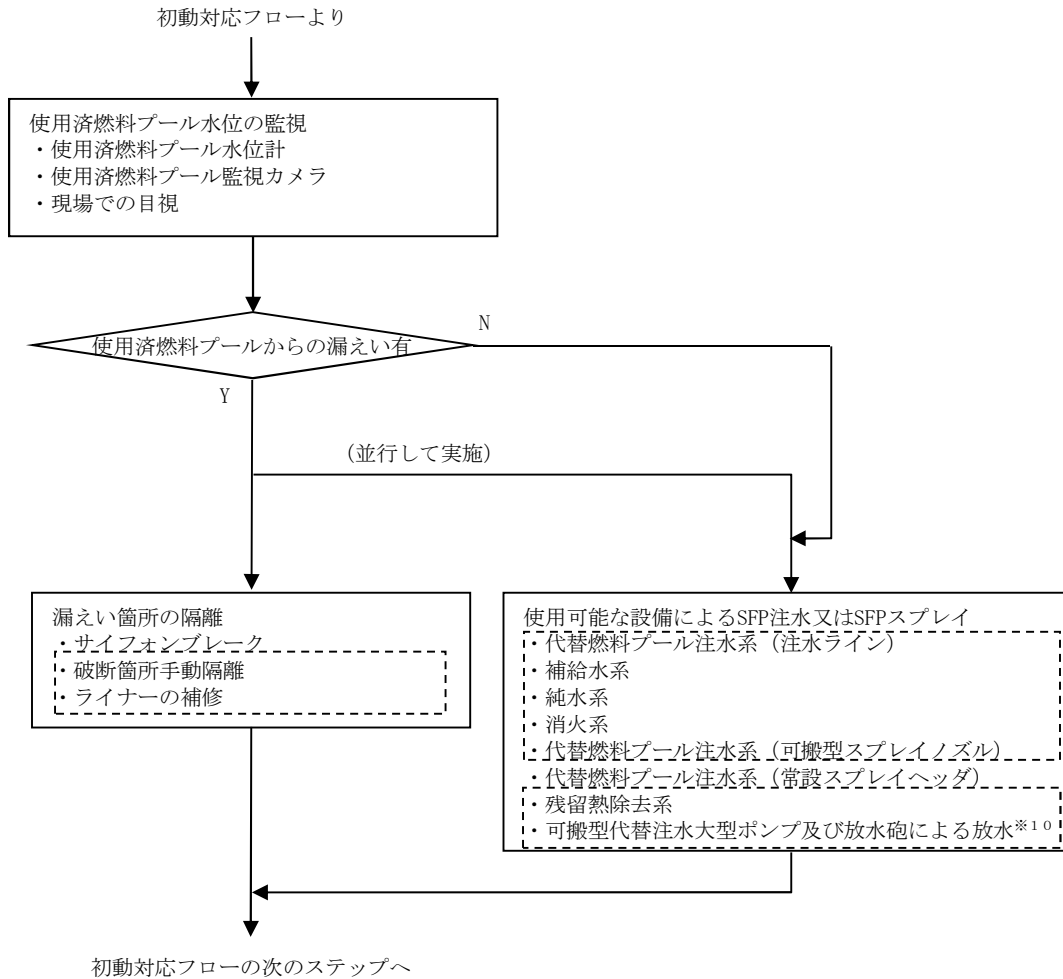 初動対応フローより
使用済燃料プール水位の監視
・使用済燃料プール水位計
・使用済燃料プール監視カメラ
・現場での目視
使用済燃料プールからの漏えい有
N
Y
(並行して実施)
漏えい箇所の隔離
・サイフォンブレーク
・破断箇所手動隔離
・ライナーの補修
使用可能な設備によるSFP注水又はSFPスプレイ
・代替燃料プール注水系(注水ライン)
・補給水系
・純水系
・消火系
・代替燃料プール注水系(可搬型スプレイノズル)
・代替燃料プール注水系(常設スプレイヘッダ)
・残留熱除去系
・可搬型代替注水大型ポンプ及び放水砲による放水※10
初動対応フローの次のステップへ